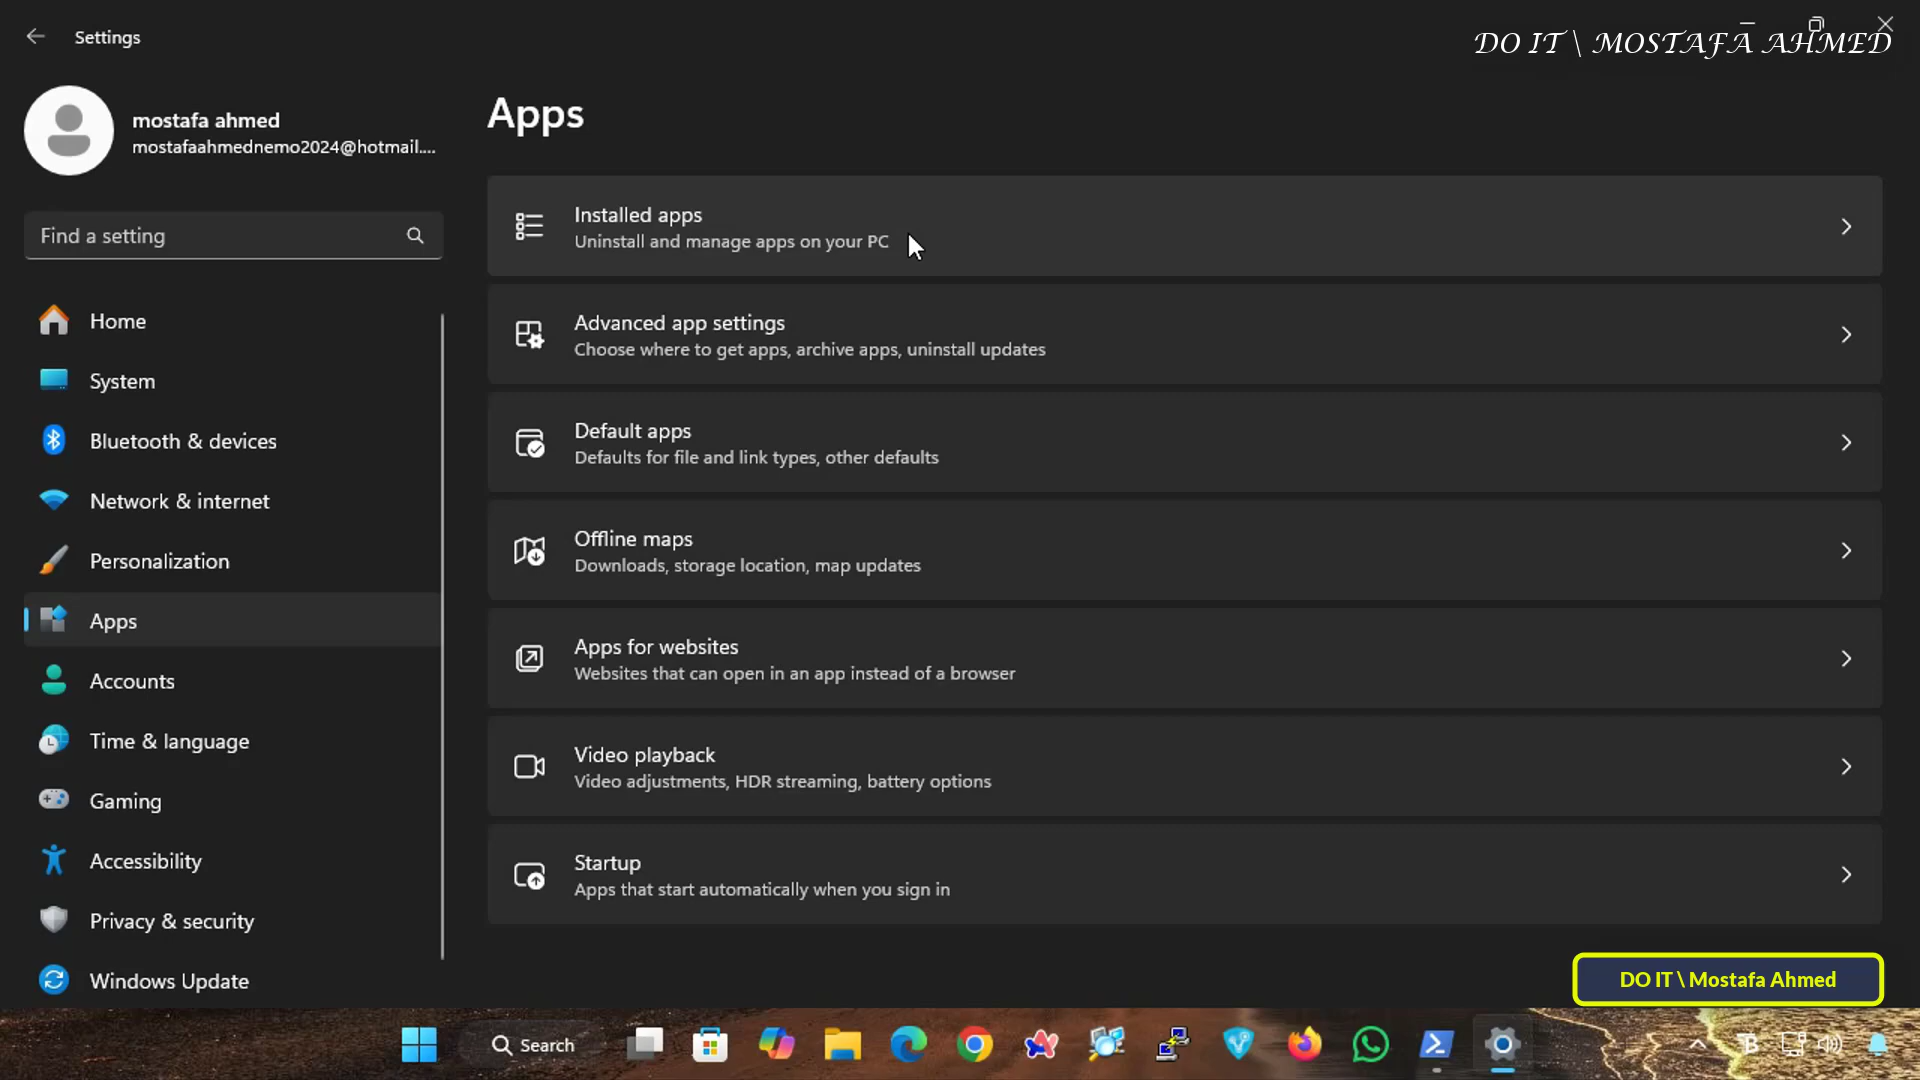 Settings
DO IT \ MOSTAFA AHMED
mostafa ahmed
mostafaahmednemo2024@hotmail....
Find a setting
Home
System
Bluetooth & devices
Network & internet
Personalization
Apps
Accounts
Time & language
Gaming
Accessibility
Privacy & security
Windows Update
Apps
Installed apps
Uninstall and manage apps on your PC
Advanced app settings
Choose where to get apps, archive apps, uninstall updates
Default apps
Defaults for file and link types, other defaults
Offline maps
Downloads, storage location, map updates
Apps for websites
Websites that can open in an app instead of a browser
Video playback
Video adjustments, HDR streaming, battery options
Startup
Apps that start automatically when you sign in
DO IT \ Mostafa Ahmed
Search